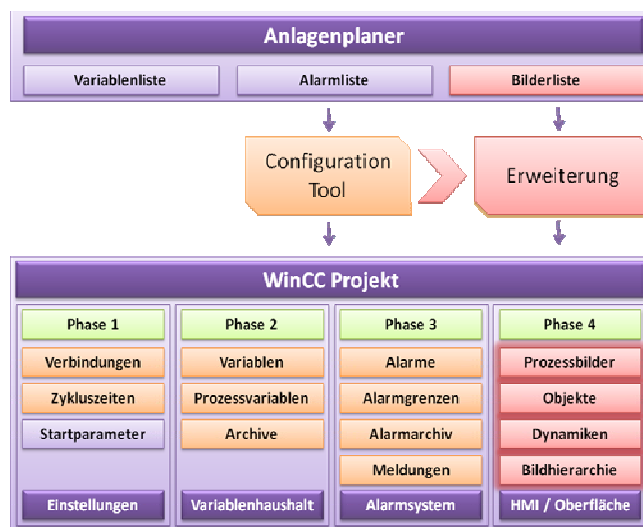 Anlagenplaner
Variablenliste
Alarmliste
Bilderliste
Configuration
Tool
Erweiterung
WinCC Projekt
Phase 1
Phase 2
Phase 3
Phase 4
Verbindungen
Variablen
Alarme
Prozessbilder
Zykluszeiten
Prozessvariablen
Alarmgrenzen
Objekte
Startparameter
Archive
Alarmarchiv
Dynamiken
Meldungen
Bildhierarchie
Einstellungen
Variablenhaushalt
Alarmsystem
HMI / Oberfläche